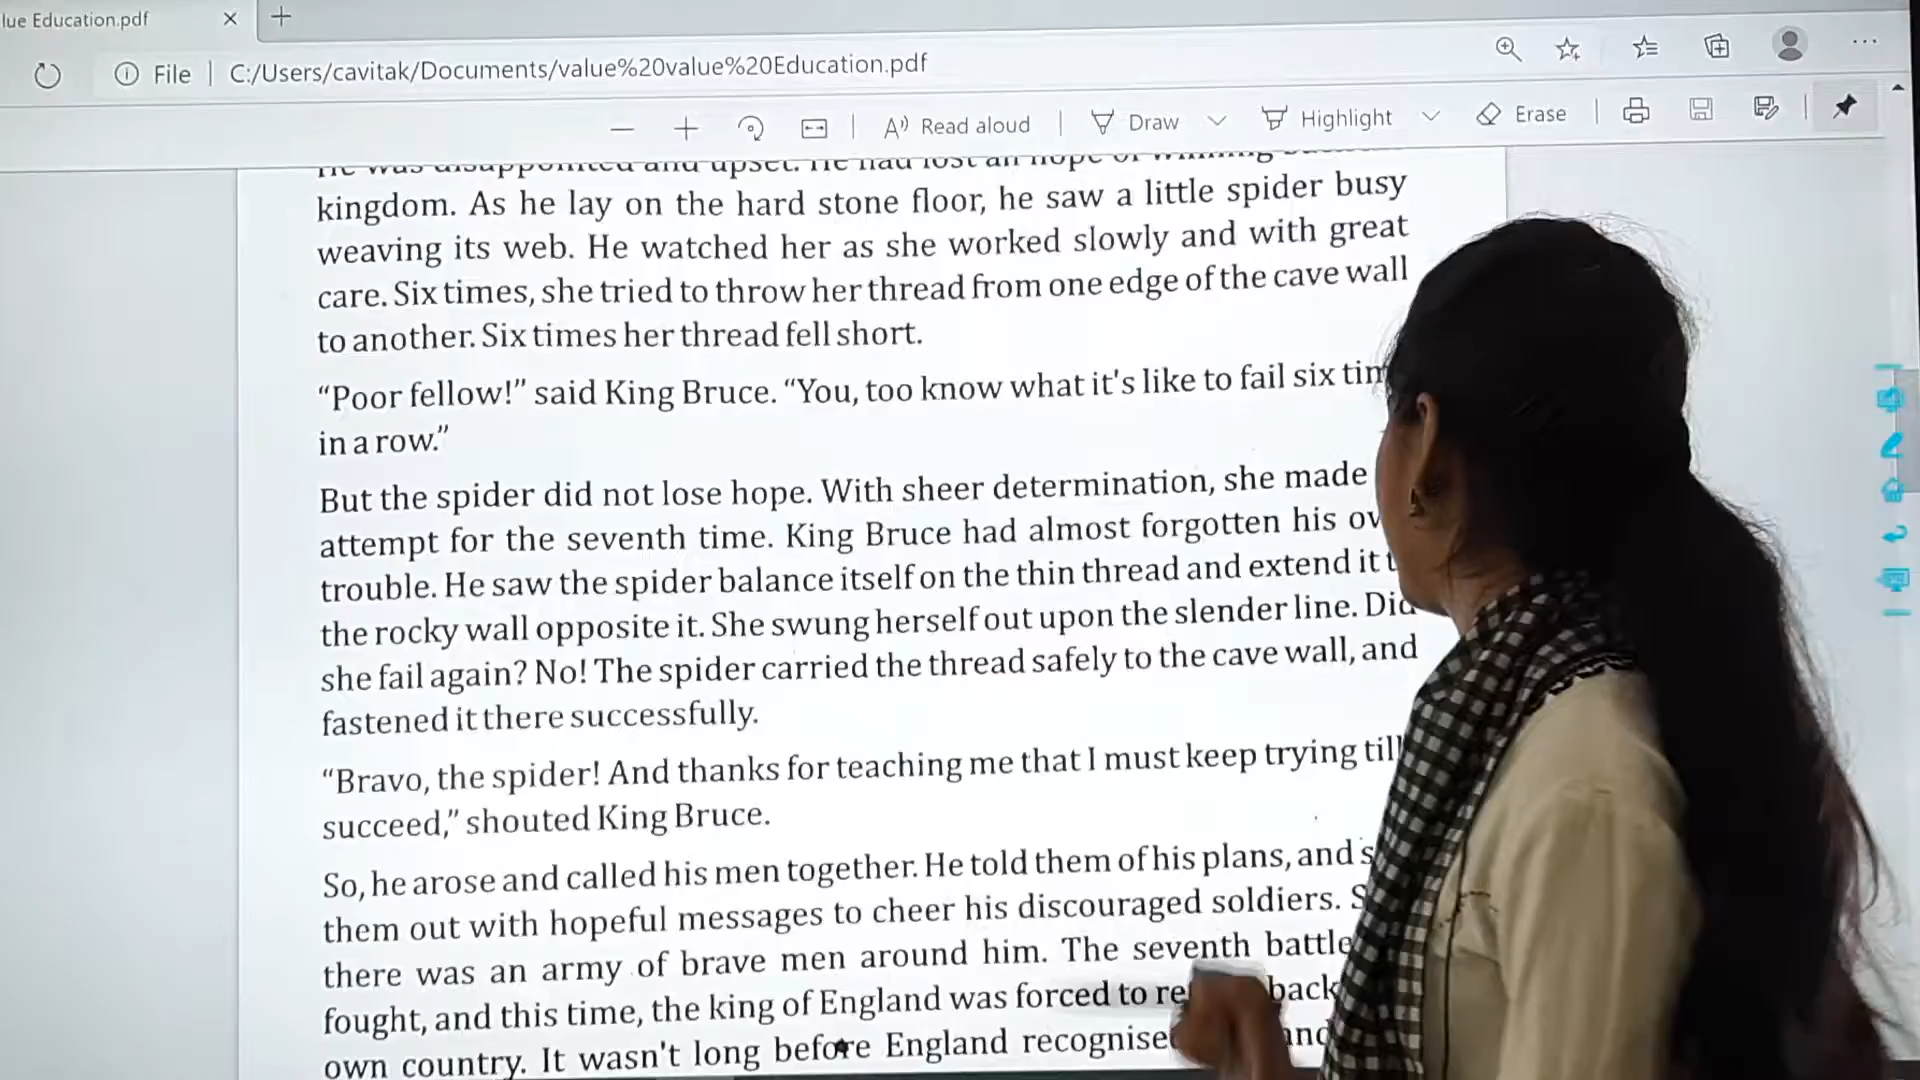 lue Education.pdf
File | C:/Users/cavitak/Documents/value%20value%20Education.pdf
Read aloud | Draw Highlight Erase
He was disappointed and upset. He had lost all hope of winning
kingdom. As he lay on the hard stone floor, he saw a little spider busy
weaving its web. He watched her as she worked slowly and with great
care. Six times, she tried to throw her thread from one edge of the cave wall
to another. Six times her thread fell short.
“Poor fellow!” said King Bruce. “You, too know what it's like to fail six tim
in a row.”
But the spider did not lose hope. With sheer determination, she made
attempt for the seventh time. King Bruce had almost forgotten his ow
trouble. He saw the spider balance itself on the thin thread and extend it t
the rocky wall opposite it. She swung herself out upon the slender line. Did
she fail again? No! The spider carried the thread safely to the cave wall, and
fastened it there successfully.
“Bravo, the spider! And thanks for teaching me that I must keep trying till
succeed,” shouted King Bruce.
So, he arose and called his men together. He told them of his plans, and s
them out with hopeful messages to cheer his discouraged soldiers. S
there was an army of brave men around him. The seventh battle
fought, and this time, the king of England was forced to re back
own country. It wasn't long before England recognise